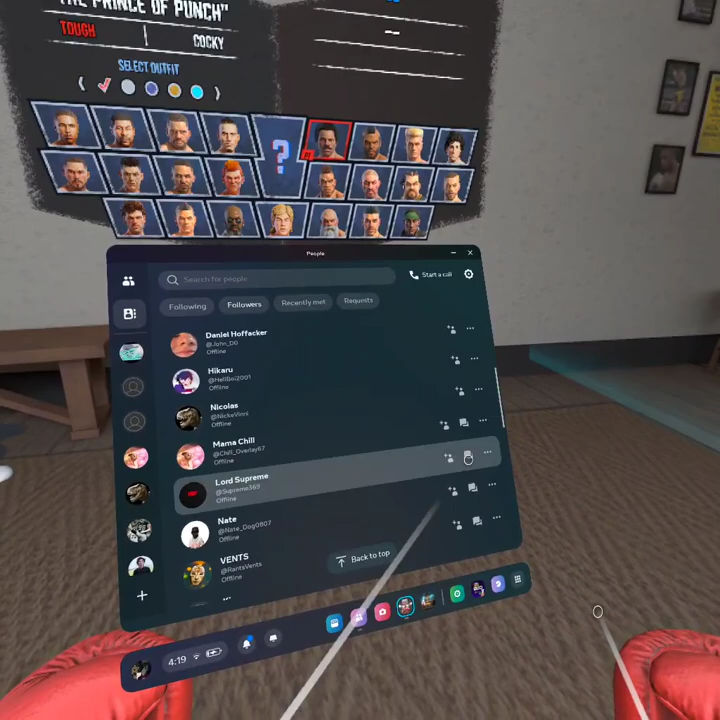 THE PRINCE OF PUNCH"
TOUGH
COCKY
SELECT OUTFIT
?
People
Search for people
Start a call
Following
Followers
Recently met
Requests
Daniel Hoffacker
@John_D0
Offline
Hikaru
@HellBoi2001
Offline
Nicolas
@NickeVinni
Offline
Mama Chill
@Chill_Overlay67
Offline
Lord Supreme
@Supreme369
Offline
Nate
@Nate_Dog0807
Offline
VENTS
@RantsVents
Offline
Back to top
4:19